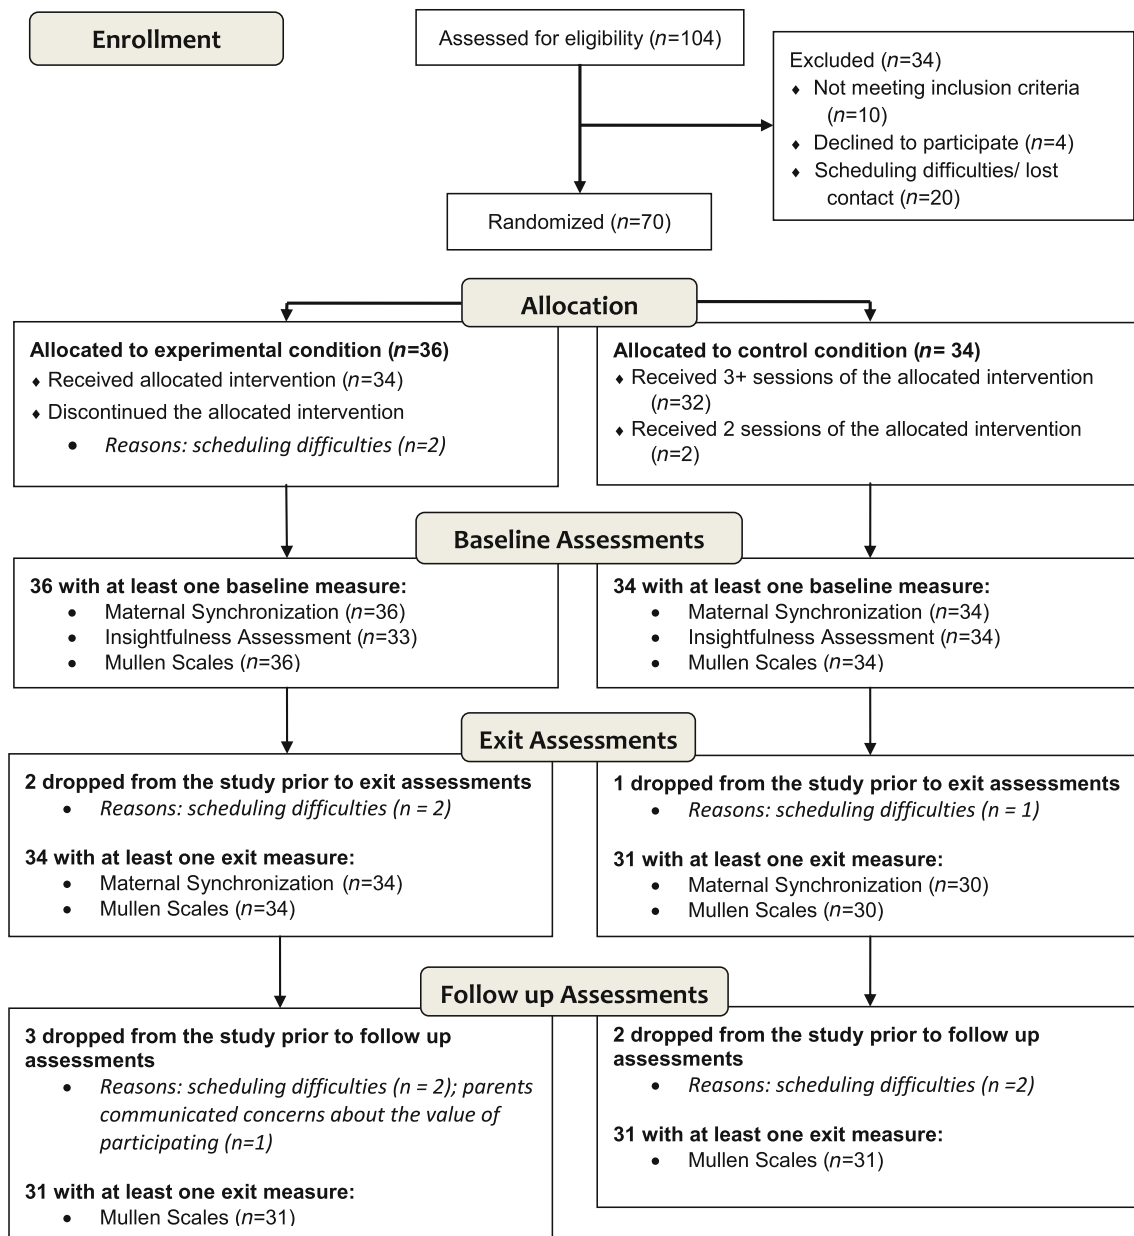 Enrollment
Assessed for eligibility (n=104)
Excluded (n=34)
♦ Not meeting inclusion criteria
(n=10)
♦ Declined to participate (n=4)
♦ Scheduling difficulties/ lost
contact (n=20)
Randomized (n=70)
Allocation
Allocated to experimental condition (n=36)
♦ Received allocated intervention (n=34)
♦ Discontinued the allocated intervention
• Reasons: scheduling difficulties (n=2)
Allocated to control condition (n= 34)
♦ Received 3+ sessions of the allocated intervention
(n=32)
♦ Received 2 sessions of the allocated intervention
(n=2)
Baseline Assessments
36 with at least one baseline measure:
• Maternal Synchronization (n=36)
• Insightfulness Assessment (n=33)
• Mullen Scales (n=36)
34 with at least one baseline measure:
• Maternal Synchronization (n=34)
• Insightfulness Assessment (n=34)
• Mullen Scales (n=34)
Exit Assessments
2 dropped from the study prior to exit assessments
• Reasons: scheduling difficulties (n = 2)
34 with at least one exit measure:
• Maternal Synchronization (n=34)
• Mullen Scales (n=34)
1 dropped from the study prior to exit assessments
• Reasons: scheduling difficulties (n = 1)
31 with at least one exit measure:
• Maternal Synchronization (n=30)
• Mullen Scales (n=30)
Follow up Assessments
3 dropped from the study prior to follow up
assessments
• Reasons: scheduling difficulties (n = 2); parents
communicated concerns about the value of
participating (n=1)
31 with at least one exit measure:
• Mullen Scales (n=31)
2 dropped from the study prior to follow up
assessments
• Reasons: scheduling difficulties (n =2)
31 with at least one exit measure:
• Mullen Scales (n=31)